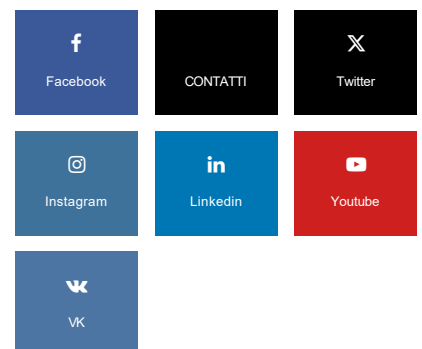 Facebook
CONTATTI
Twitter
Instagram
Linkedin
Youtube
VK